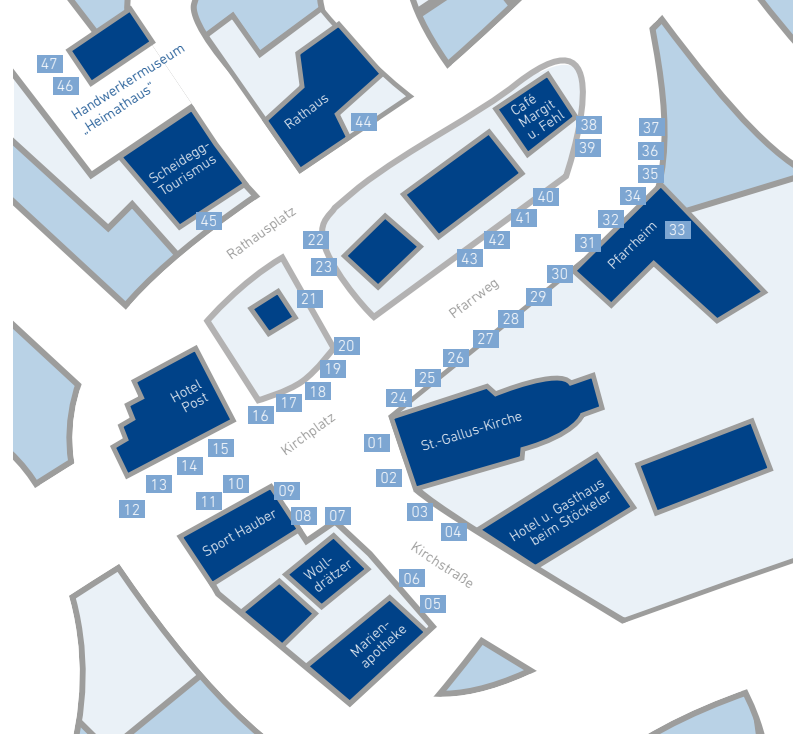 47
46
Handwerkermuseum
„Heimathaus“
Rathaus
44
Café
Margit
u. Fehl
38
39
37
36
35
34
33
32
31
Pfarrheim
Scheidegg-
Tourismus
45
Rathausplatz
22
23
40
41
42
43
Pfarrweg
30
29
28
27
26
25
24
21
20
19
18
17
16
Kirchplatz
Hotel
Post
15
14
13
12
11
10
09
08
07
01
02
03
04
St.-Gallus-Kirche
Hotel u. Gasthaus
beim Stöckeler
Sport Hauber
Woll-
drätzer
Kirchstraße
06
05
Marien-
apotheke